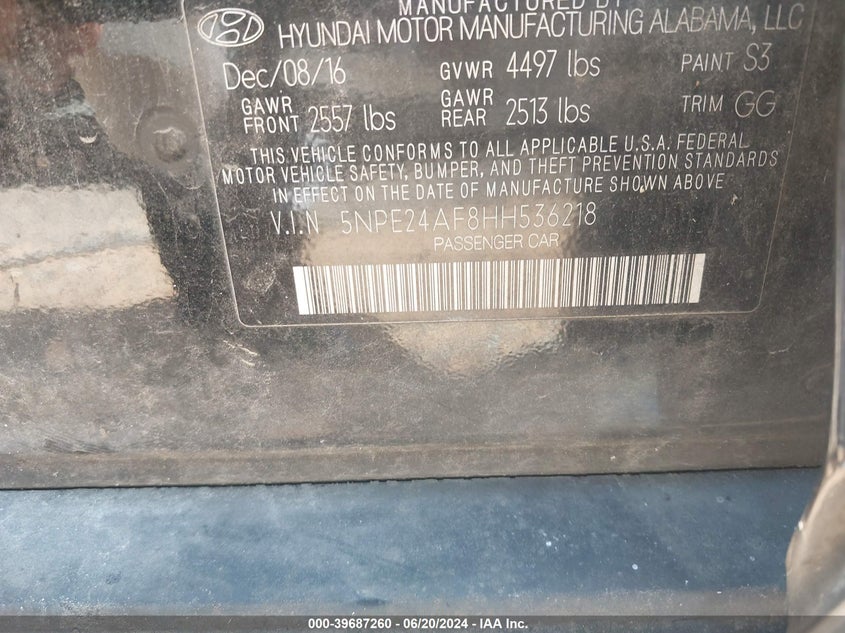 MANUFACTURED BY
HYUNDAI MOTOR MANUFACTURING ALABAMA, LLC
Dec/08/16 GVWR 4497 lbs PAINT S3
GAWR FRONT 2557 lbs GAWR REAR 2513 lbs TRIM GG
THIS VEHICLE CONFORMS TO ALL APPLICABLE U.S.A. FEDERAL
MOTOR VEHICLE SAFETY, BUMPER, AND THEFT PREVENTION STANDARDS
IN EFFECT ON THE DATE OF MANUFACTURE SHOWN ABOVE
V.I.N 5NPE24AF8HH536218
PASSENGER CAR
000-39687260 - 06/20/2024 - IAA Inc.